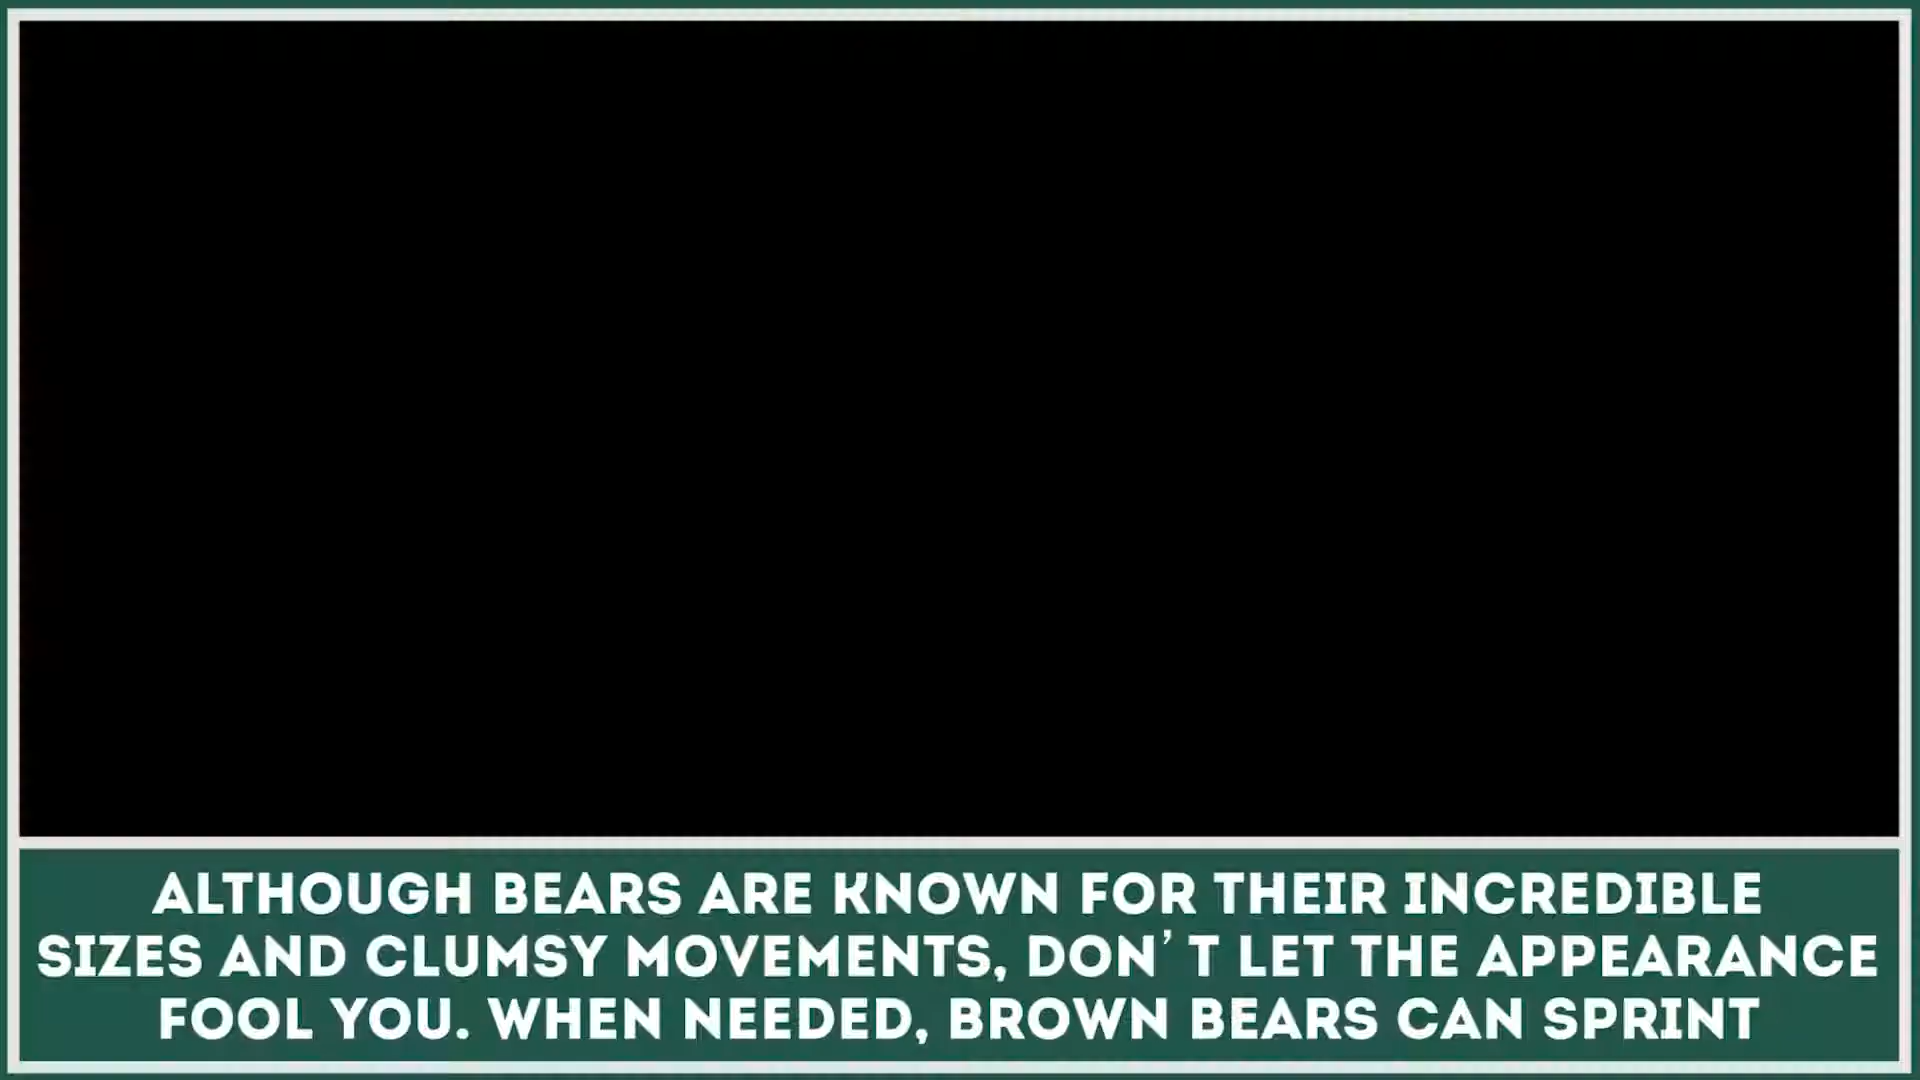 ALTHOUGH BEARS ARE KNOWN FOR THEIR INCREDIBLE
SIZES AND CLUMSY MOVEMENTS, DON'T LET THE APPEARANCE
FOOL YOU. WHEN NEEDED, BROWN BEARS CAN SPRINT